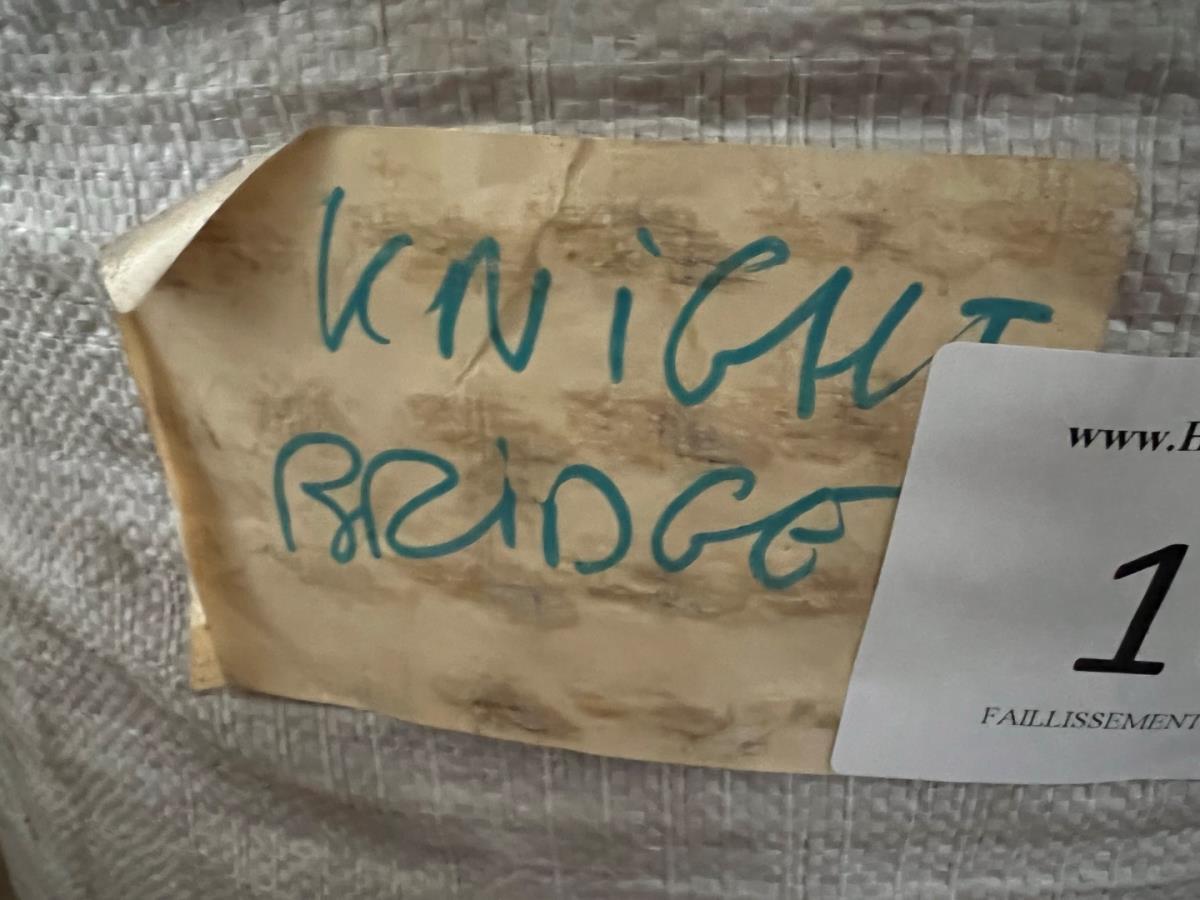 KNiGHT
BRiDGE
www.
1
FAILLISSEMENT